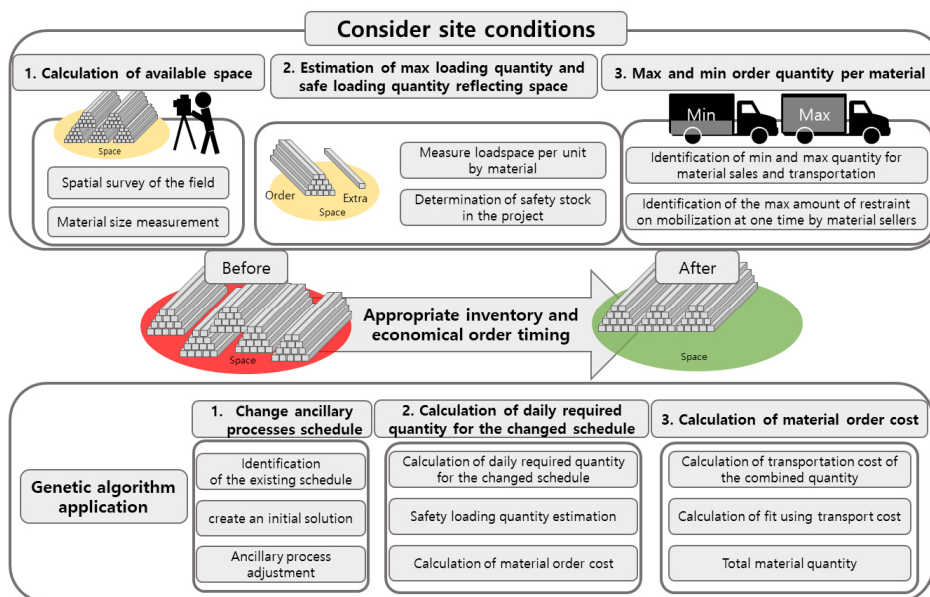 Consider site conditions
1. Calculation of available space
Space
Spatial survey of the field
Material size measurement
2. Estimation of max loading quantity and
safe loading quantity reflecting space
Order
Extra
Space
Measure loadspace per unit
by material
Determination of safety stock
in the project
3. Max and min order quantity per material
Min
Max
Identification of min and max quantity for
material sales and transportation
Identification of the max amount of restraint
on mobilization at one time by material sellers
Before
Space
Appropriate inventory and
economical order timing
After
Space
Genetic algorithm
application
1. Change ancillary
processes schedule
Identification
of the existing schedule
create an initial solution
Ancillary process
adjustment
2. Calculation of daily required
quantity for the changed schedule
Calculation of daily required quantity
for the changed schedule
Safety loading quantity estimation
Calculation of material order cost
3. Calculation of material order cost
Calculation of transportation cost of
the combined quantity
Calculation of fit using transport cost
Total material quantity